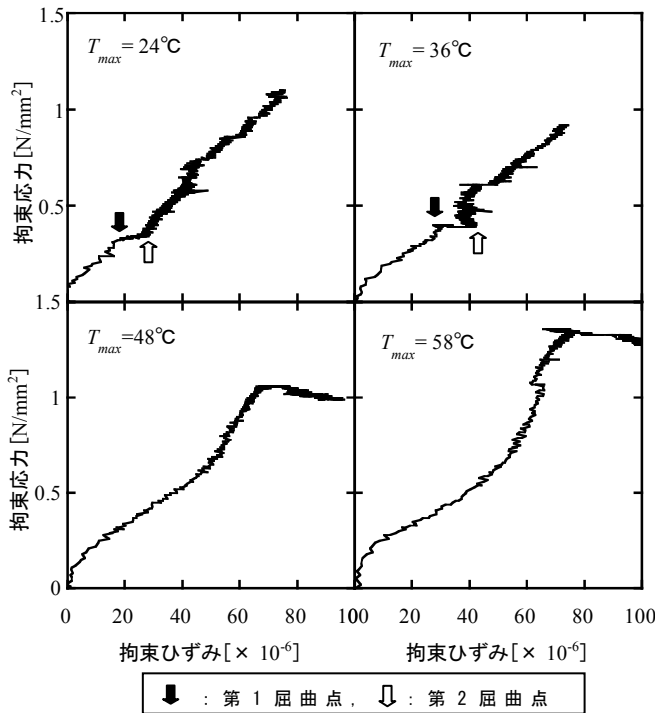 T_max = 24℃
T_max = 36℃
拘束応力 [N/mm²]
1
0.5
1.5
1.5
T_max =48℃
T_max = 58℃
拘束応力 [N/mm²]
1
0.5
0
0 20 40 60 80 100 20 40 60 80 100
拘束ひずみ [× 10⁻⁶] 拘束ひずみ [× 10⁻⁶]
: 第1屈曲点, : 第2屈曲点